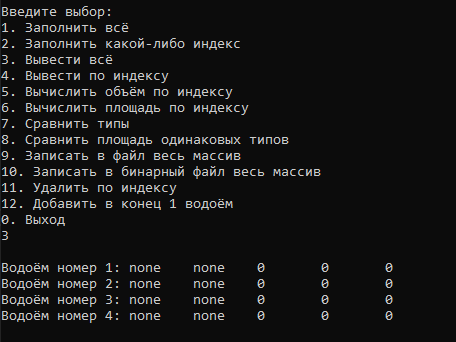 Введите выбор:
1. Заполнить всё
2. Заполнить какой-либо индекс
3. Вывести всё
4. Вывести по индексу
5. Вычислить объём по индексу
6. Вычислить площадь по индексу
7. Сравнить типы
8. Сравнить площадь одинаковых типов
9. Записать в файл весь массив
10. Записать в бинарный файл весь массив
11. Удалить по индексу
12. Добавить в конец 1 водоём
0. Выход
3
Водоём номер 1: none    none    0       0       0
Водоём номер 2: none    none    0       0       0
Водоём номер 3: none    none    0       0       0
Водоём номер 4: none    none    0       0       0